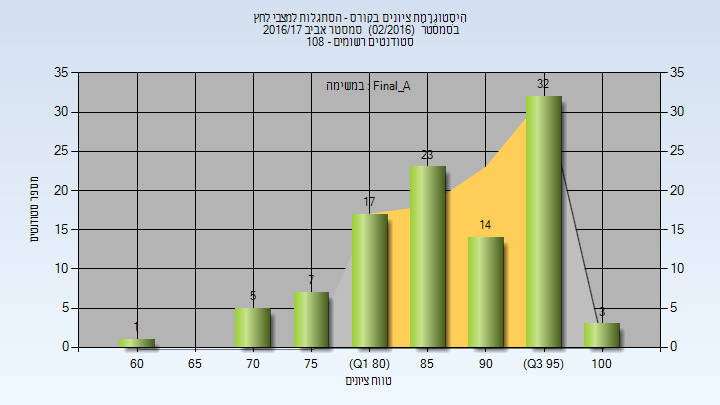 היסטוגרמת ציונים בקורס - הסתגלות למצבי לחץ
בסמסטר (02/2016) סמסטר אביב 2016/17
סטודנטים רשומים - 108
במשימה : Final_A
מספר סטודנטים
35 35
30 30
25 25
20 20
15 15
10 10
5 5
0 0
1 5 7 17 23 14 32 3
60 65 70 75 (Q1 80) 85 90 (Q3 95) 100
טווח ציונים